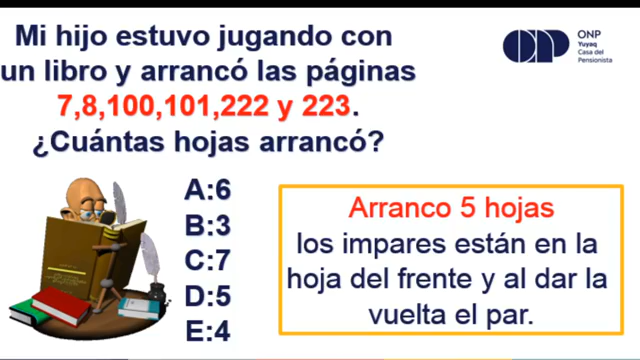 Mi hijo estuvo jugando con
un libro y arrancó las páginas
7,8,100,101,222 y 223.
¿Cuántas hojas arrancó?
ONP
Yuyaq
Casa del
Pensionista
A:6
B:3
C:7
D:5
E:4
Arranco 5 hojas
los impares están en la
hoja del frente y al dar la
vuelta el par.